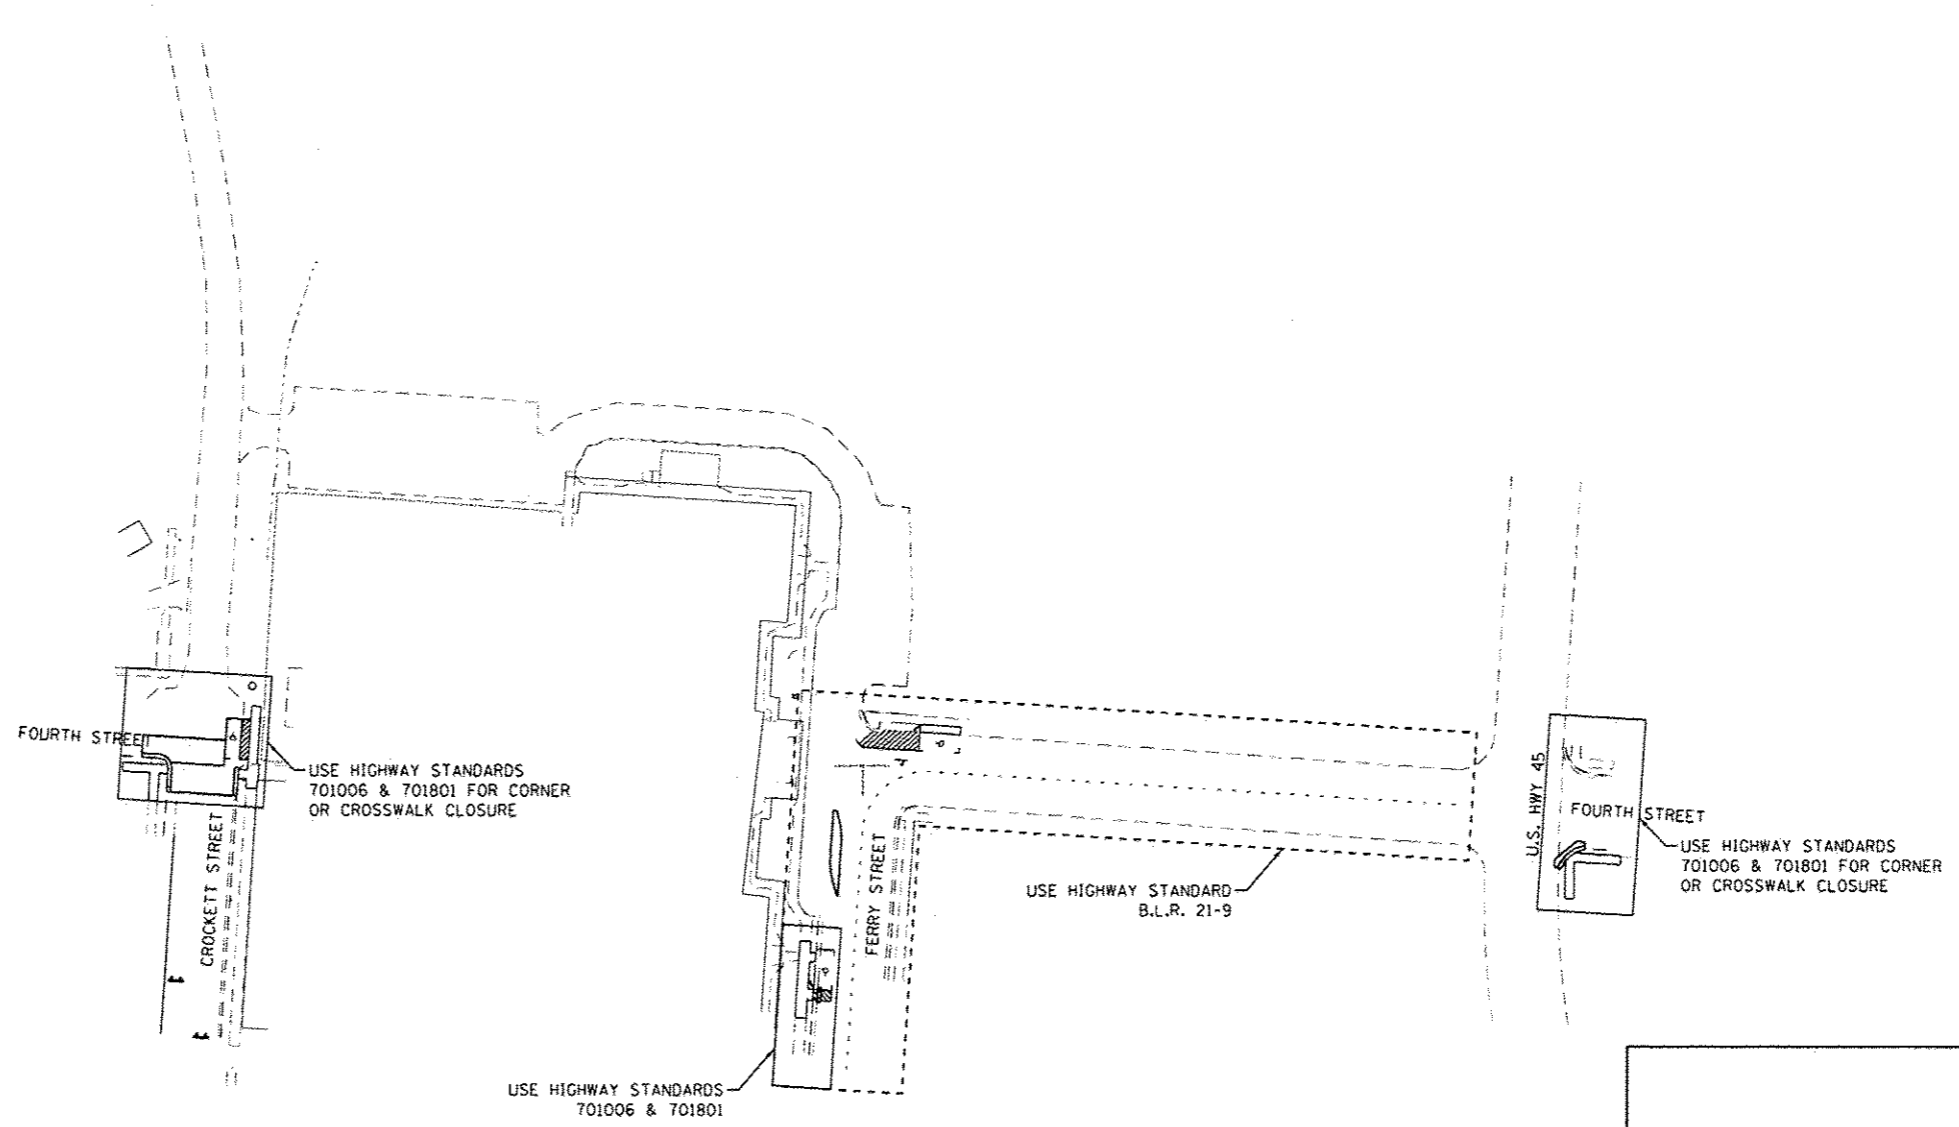 FOURTH STREET
USE HIGHWAY STANDARDS
701006 & 701801 FOR CORNER
OR CROSSWALK CLOSURE
CROCKETT STREET
FERRY STREET
USE HIGHWAY STANDARD
B.L.R. 21-9
USE HIGHWAY STANDARDS
701006 & 701801
U.S. HWY 45
FOURTH STREET
USE HIGHWAY STANDARDS
701006 & 701801 FOR CORNER
OR CROSSWALK CLOSURE